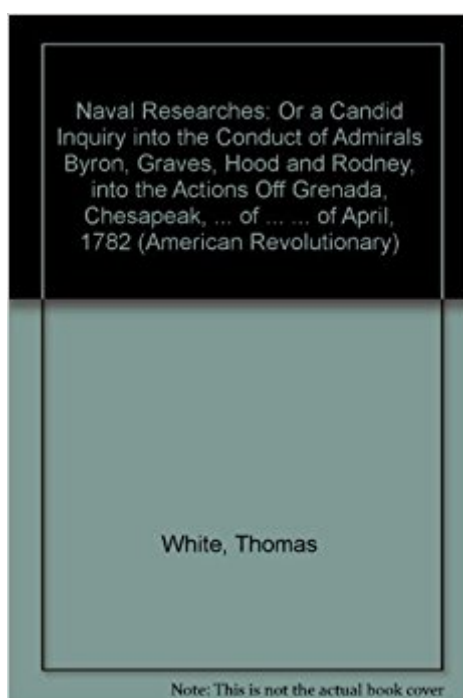 Naval Researches: Or a Candid
Inquiry into the Conduct of Admirals
Byron, Graves, Hood and Rodney,
into the Actions Off Grenada,
Chesapeak, ... of ... ... of April,
1782 (American Revolutionary)
White, Thomas
Note: This is not the actual book cover